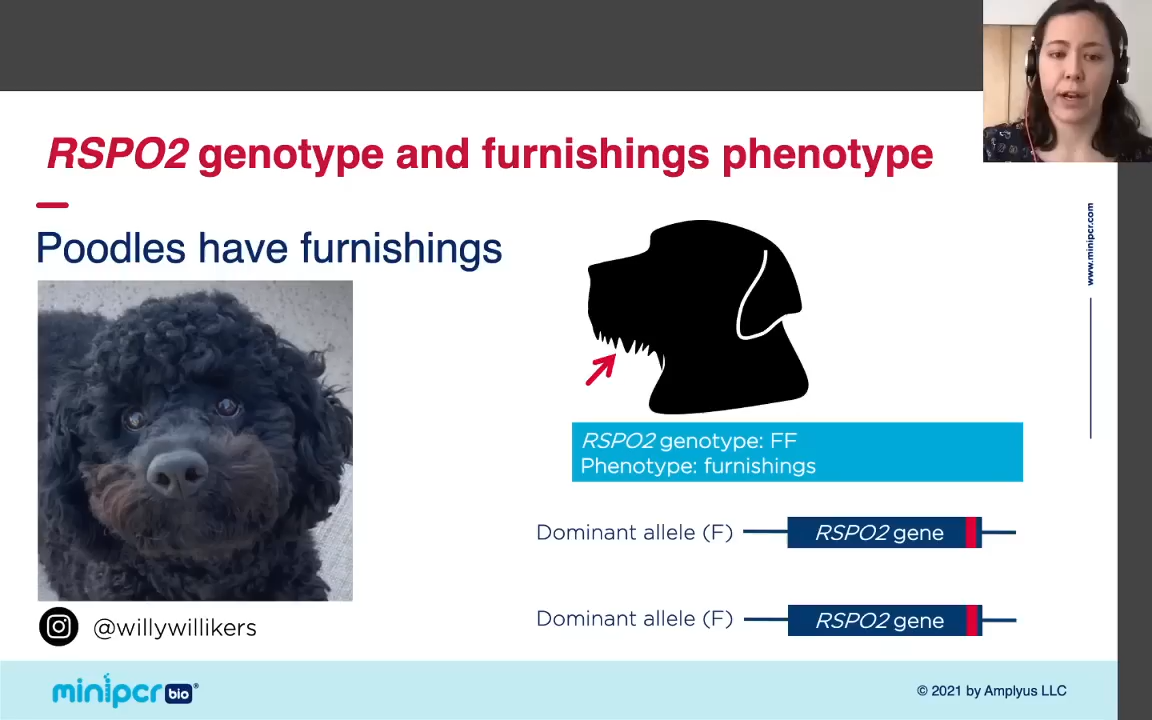 RSPO2 genotype and furnishings phenotype
www.minipcr.com
Poodles have furnishings
RSPO2 genotype: FF
Phenotype: furnishings
Dominant allele (F)
RSPO2 gene
Dominant allele (F)
RSPO2 gene
@willywillikers
minipcr bio®
© 2021 by Amplyus LLC